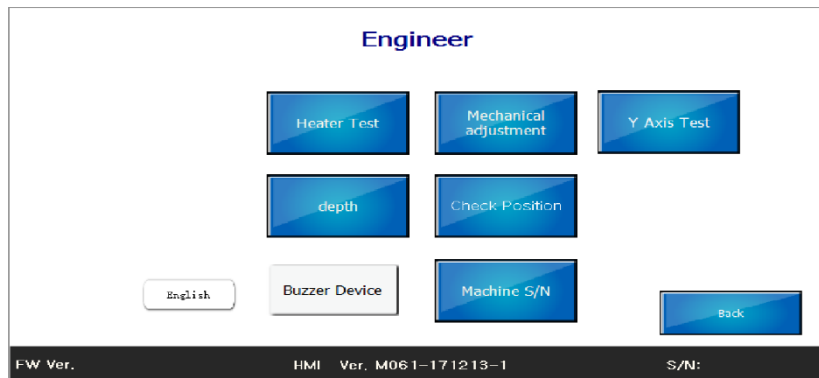 Engineer
Heater Test
Mechanical
adjustment
Y Axis Test
depth
Check Position
English
Buzzer Device
Machine S/N
Back
FW Ver.
HMI Ver. M061-171213-1
S/N: